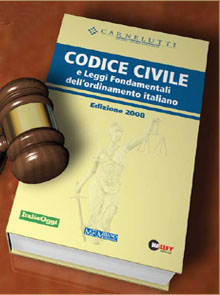 CARNELUTTI
CODICE CIVILE
e Leggi Fondamentali
dell'ordinamento italiano
Edizione 2008
ItaliaOggi